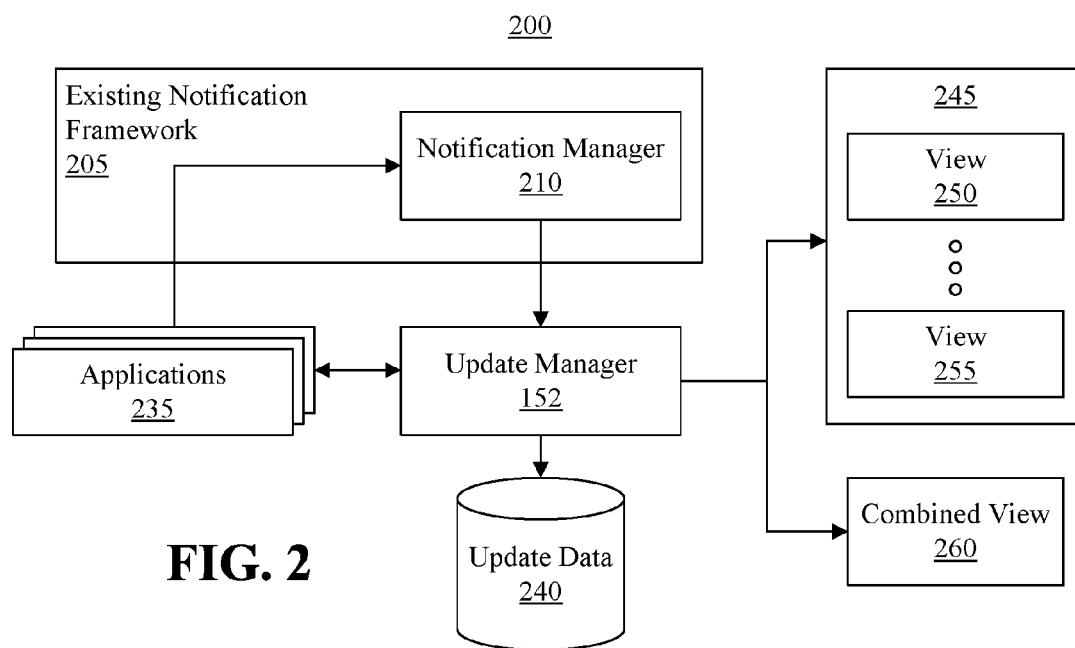 200
Existing Notification
Framework
205
Notification Manager
210
245
View
250
View
255
Applications
235
Update Manager
152
Update Data
240
Combined View
260
FIG. 2